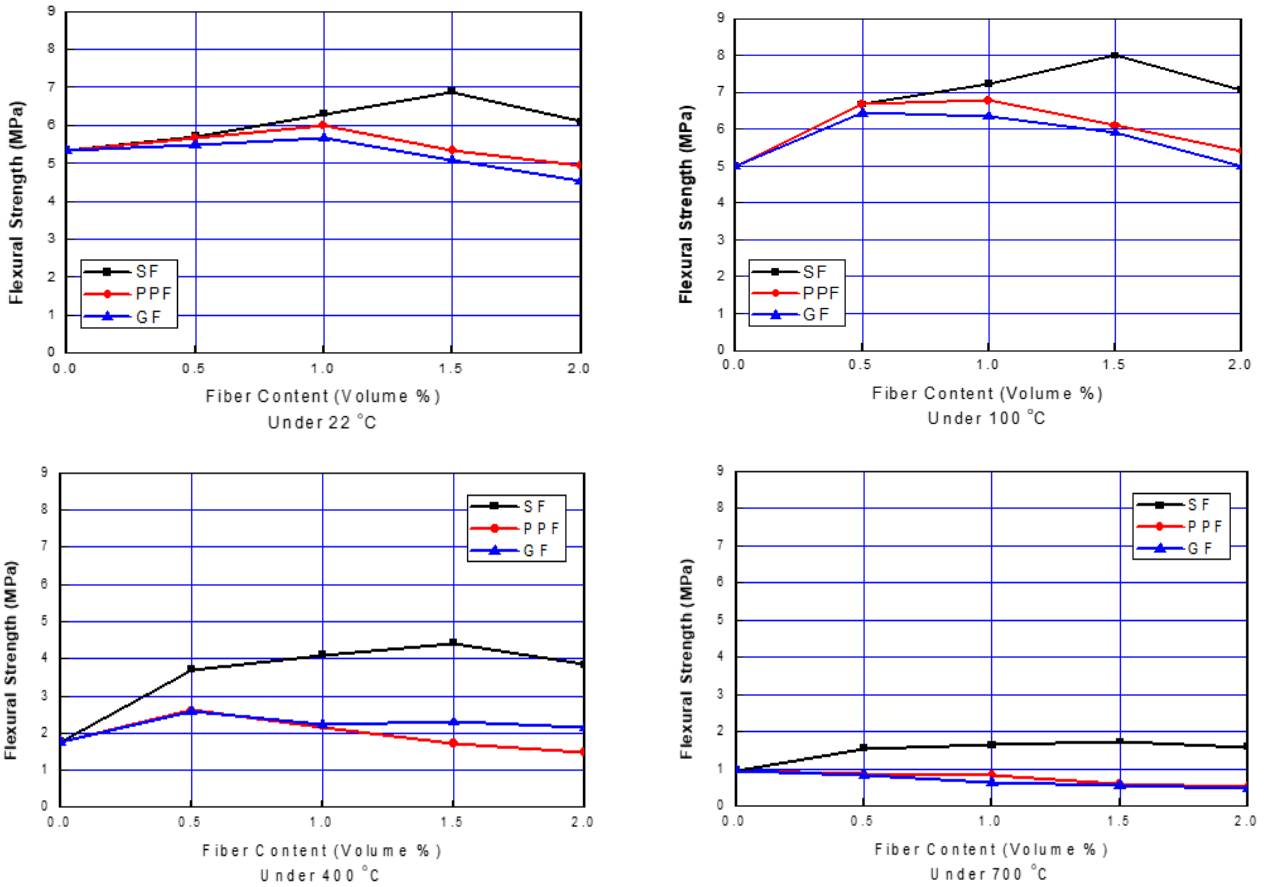 Flexural Strength (MPa)
9
8
7
6
5
4
3
2
1
0
SF
PPF
GF
0.0 0.5 1.0 1.5 2.0
Fiber Content (Volume %)
Under 22 °C
Flexural Strength (MPa)
9
8
7
6
5
4
3
2
1
0
SF
PPF
GF
0.0 0.5 1.0 1.5 2.0
Fiber Content (Volume %)
Under 100 °C
Flexural Strength (MPa)
9
8
7
6
5
4
3
2
1
0
SF
PPF
GF
0.0 0.5 1.0 1.5 2.0
Fiber Content (Volume %)
Under 400 °C
Flexural Strength (MPa)
9
8
7
6
5
4
3
2
1
0
SF
PPF
GF
0.0 0.5 1.0 1.5 2.0
Fiber Content (Volume %)
Under 700 °C